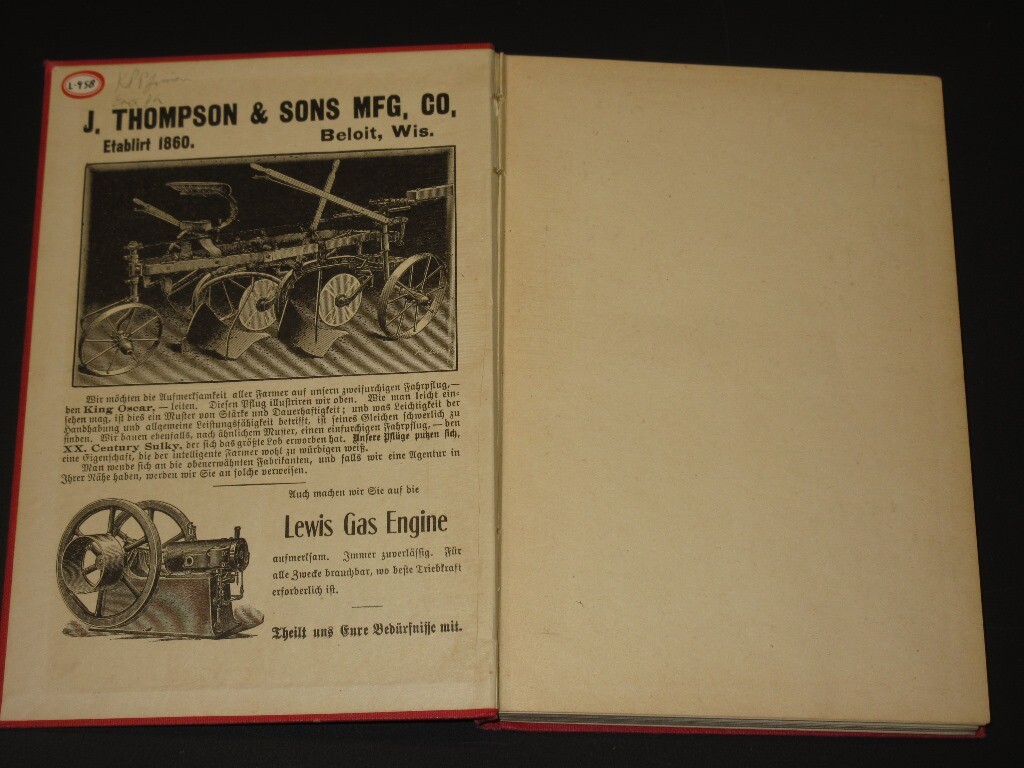 L-958
J. THOMPSON & SONS MFG. CO.
Etablirt 1860.
Beloit, Wis.
Wir möchten die Aufmerksamkeit aller Farmer auf unsern zweifurchigen Fahrpflug,—
den King Oscar, — leiten. Diesen Pflug illustriren wir oben. Wie man leicht ein-
sehen mag, ist dies ein Muster von Stärke und Dauerhaftigkeit; und was Leichtigkeit der
Handhabung und allgemeine Leistungsfähigkeit betrifft, ist seines Gleichen schwerlich zu
finden. Wir bauen ebenfalls, nach ähnlichem Muster, einen einfurchigen Fahrpflug,— den
XX. Century Sulky, der sich das größte Lob erworben hat. Unsere Pflüge putzen sich,
eine Eigenschaft, die der intelligente Farmer wohl zu würdigen weiß.
Man wende sich an die obenerwähnten Fabrikanten, und falls wir eine Agentur in
Ihrer Nähe haben, werden wir Sie an solche verweisen.
Auch machen wir Sie auf die
Lewis Gas Engine
aufmerksam. Immer zuverlässig. Für
alle Zwecke brauchbar, wo beste Triebkraft
erforderlich ist.
Theilt uns Eure Bedürfnisse mit.